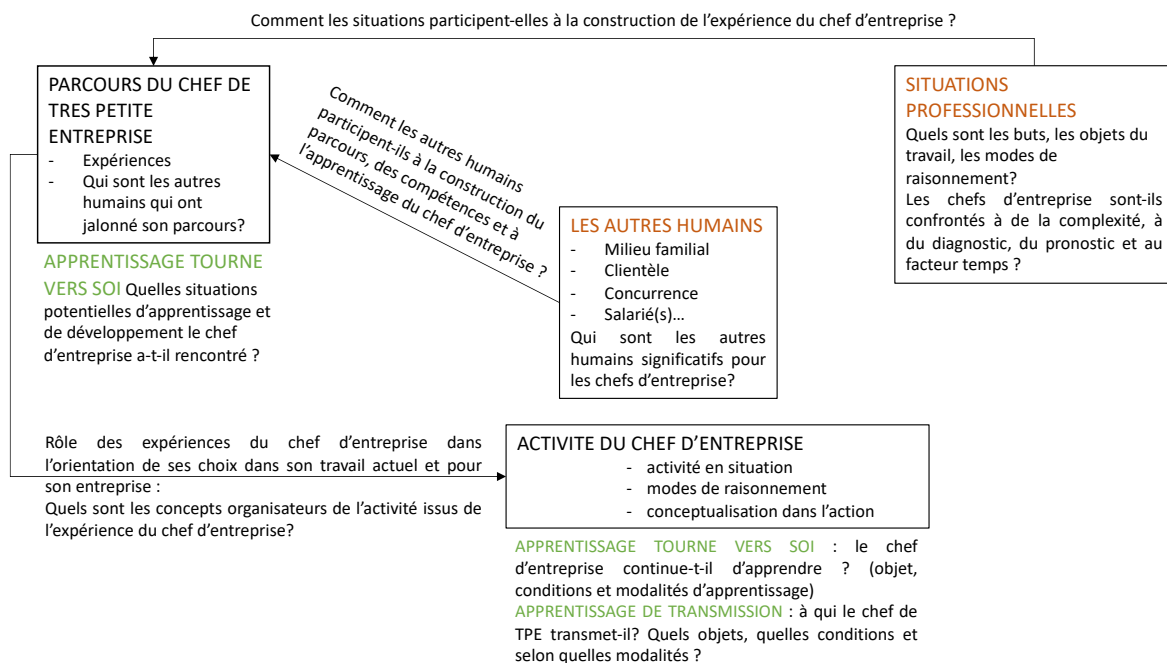 Comment les situations participent-elles à la construction de l'expérience du chef d'entreprise ?
PARCOURS DU CHEF DE
TRES PETITE
ENTREPRISE
- Expériences
- Qui sont les autres
humains qui ont
jalonné son parcours?
APPRENTISSAGE TOURNE
VERS SOI Quelles situations
potentielles d'apprentissage et
de développement le chef
d'entreprise a-t-il rencontré ?
Comment les autres humains
participent-ils à la construction du
parcours, des compétences et à
l'apprentissage du chef d'entreprise ?
LES AUTRES HUMAINS
- Milieu familial
- Clientèle
- Concurrence
- Salarié(s)...
Qui sont les autres
humains significatifs pour
les chefs d'entreprise?
SITUATIONS
PROFESSIONNELLES
Quels sont les buts, les objets du
travail, les modes de
raisonnement?
Les chefs d'entreprise sont-ils
confrontés à de la complexité, à
du diagnostic, du pronostic et au
facteur temps ?
Rôle des expériences du chef d'entreprise dans
l'orientation de ses choix dans son travail actuel et pour
son entreprise :
Quels sont les concepts organisateurs de l'activité issus de
l'expérience du chef d'entreprise?
ACTIVITE DU CHEF D'ENTREPRISE
- activité en situation
- modes de raisonnement
- conceptualisation dans l'action
APPRENTISSAGE TOURNE VERS SOI : le chef
d'entreprise continue-t-il d'apprendre ? (objet,
conditions et modalités d'apprentissage)
APPRENTISSAGE DE TRANSMISSION : à qui le chef de
TPE transmet-il? Quels objets, quelles conditions et
selon quelles modalités ?